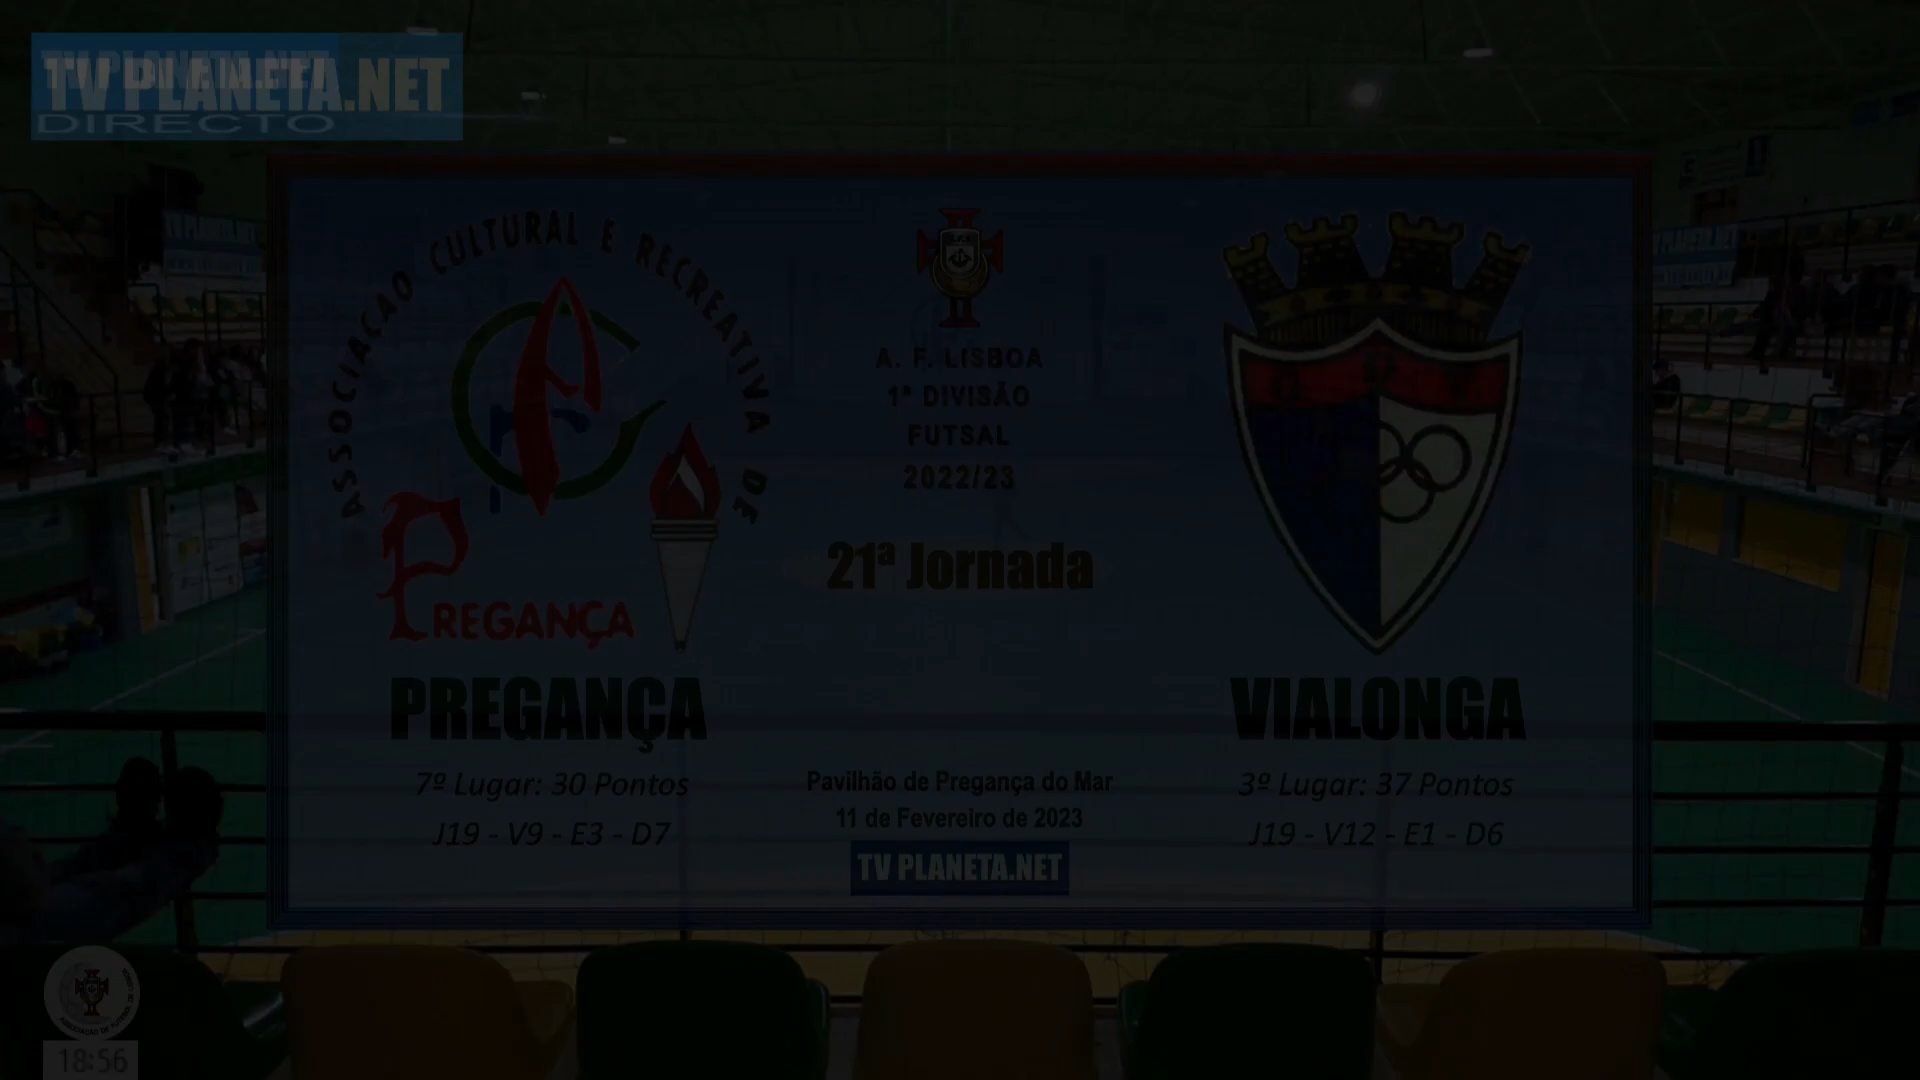 TV PLANETA.NET
DIRECTO
ASSOCIAÇÃO CULTURAL E RECREATIVA DE
PREGANÇA
A. F. LISBOA
1ª DIVISÃO
FUTSAL
2022/23
21ª Jornada
PREGANÇA
VIALONGA
7º Lugar: 30 Pontos
J19 - V9 - E3 - D7
Pavilhão de Pregança do Mar
11 de Fevereiro de 2023
TV PLANETA.NET
3º Lugar: 37 Pontos
J19 - V12 - E1 - D6
18:56